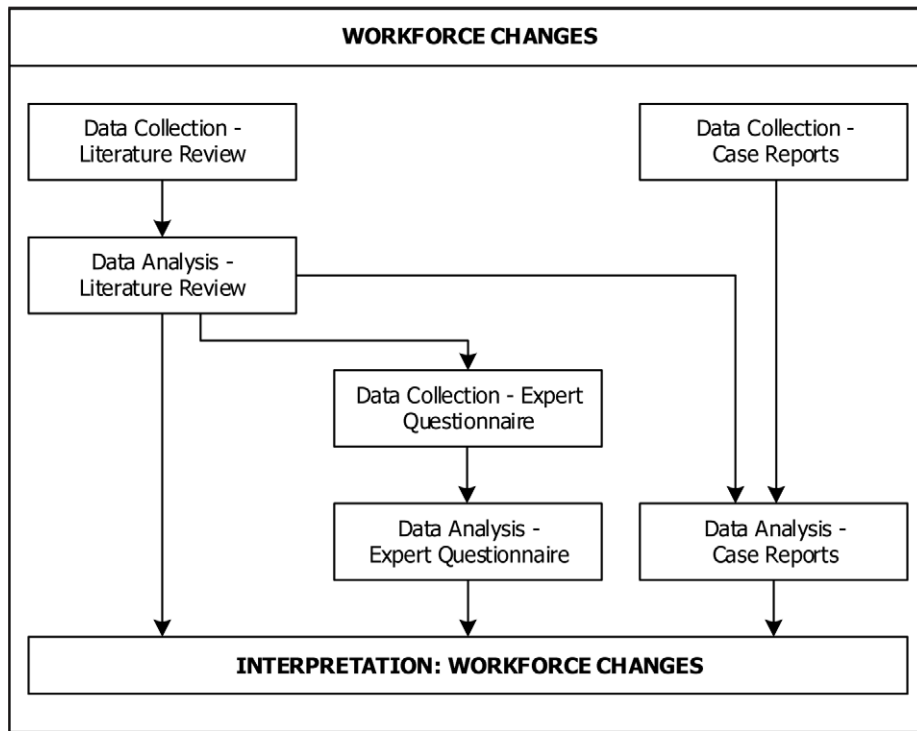 WORKFORCE CHANGES
Data Collection -
Literature Review
Data Collection -
Case Reports
Data Analysis -
Literature Review
Data Collection - Expert
Questionnaire
Data Analysis -
Expert Questionnaire
Data Analysis -
Case Reports
INTERPRETATION: WORKFORCE CHANGES